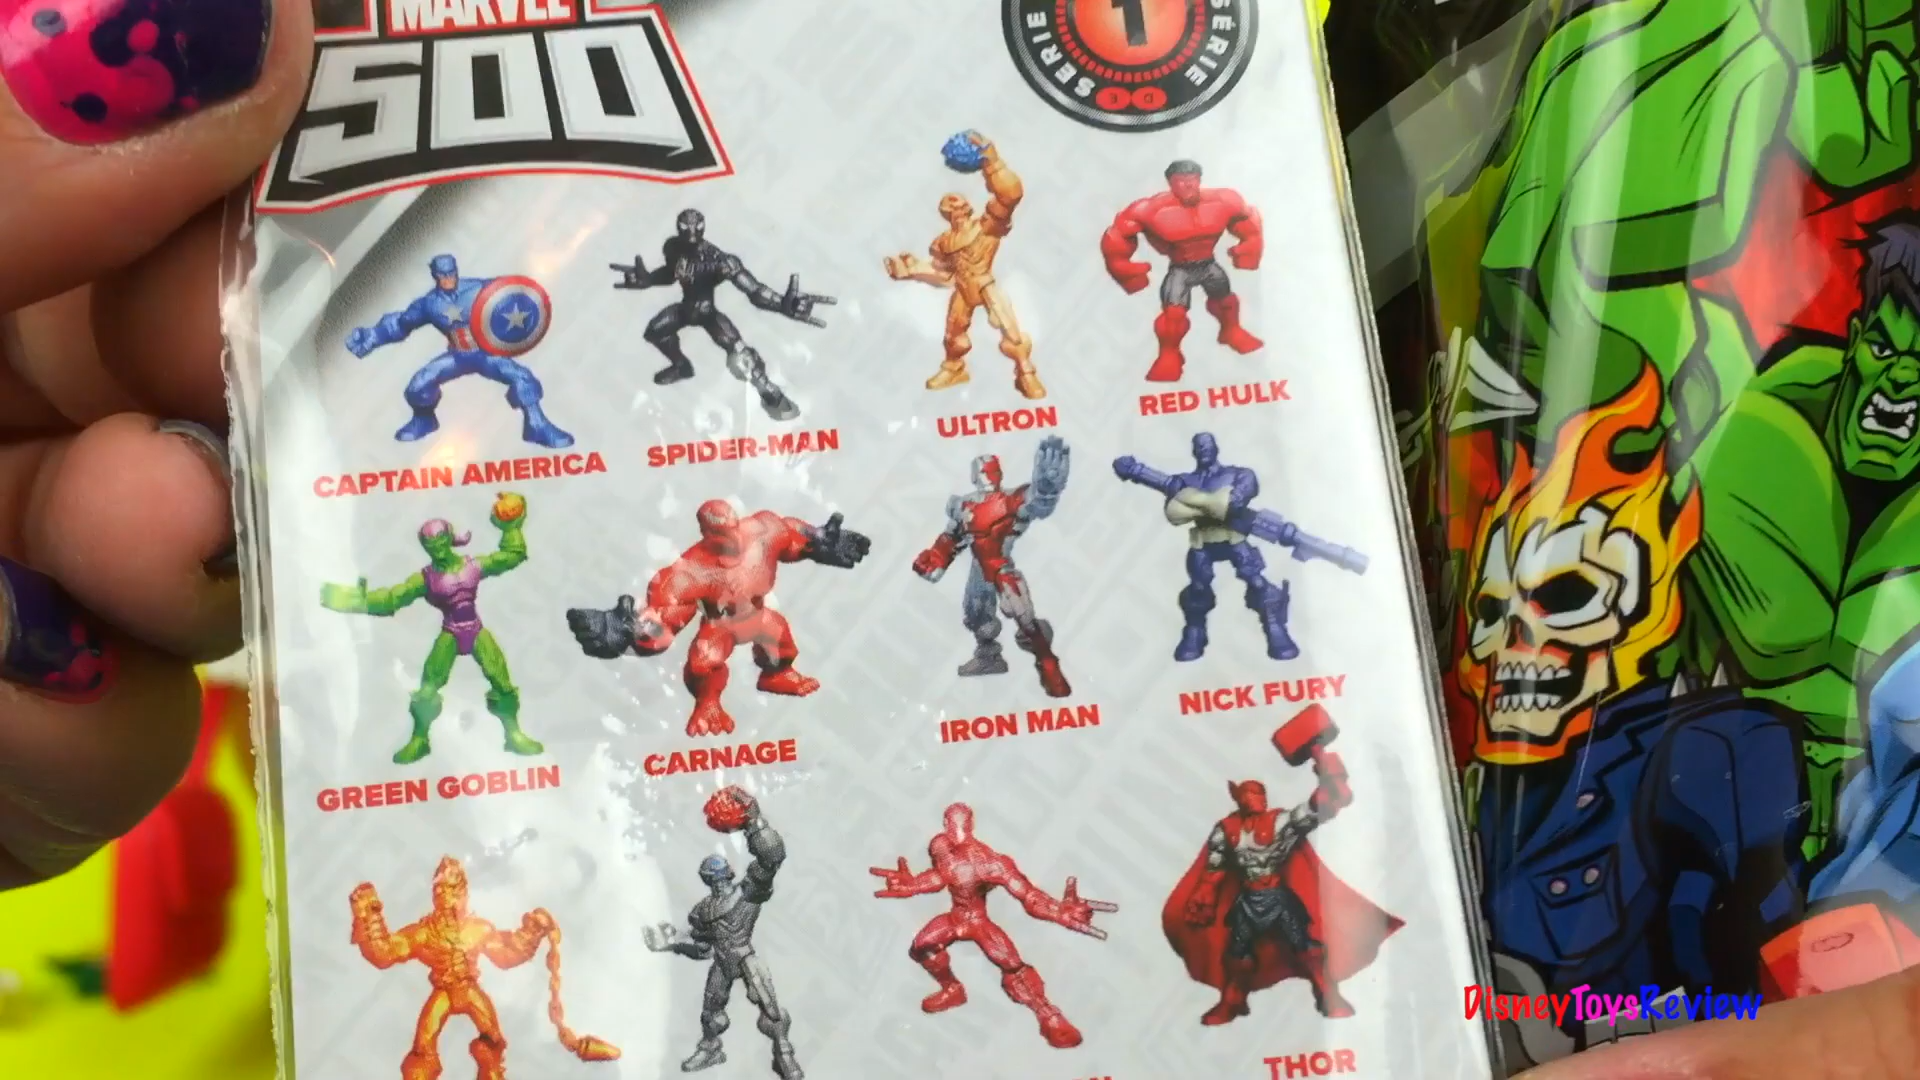 MARVEL
500
SERIE 1 SÉRIE
DE
CAPTAIN AMERICA
SPIDER-MAN
ULTRON
RED HULK
GREEN GOBLIN
CARNAGE
IRON MAN
NICK FURY
THOR
DisneyToysReview